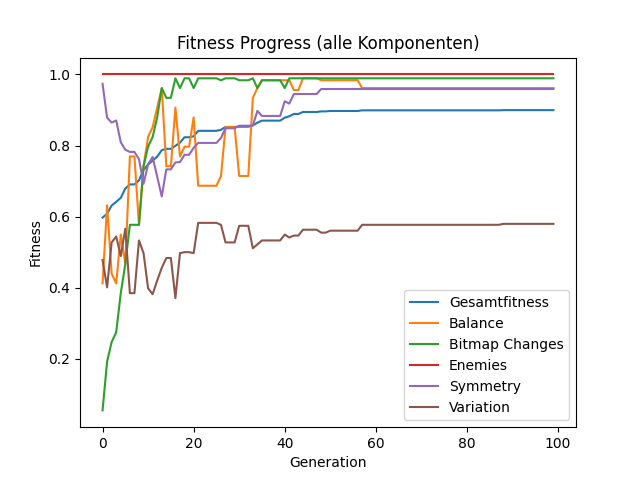 Fitness Progress (alle Komponenten)
1.0
0.8
0.6
0.4
0.2
Fitness
0
20
40
60
80
100
Generation
Gesamtfitness
Balance
Bitmap Changes
Enemies
Symmetry
Variation